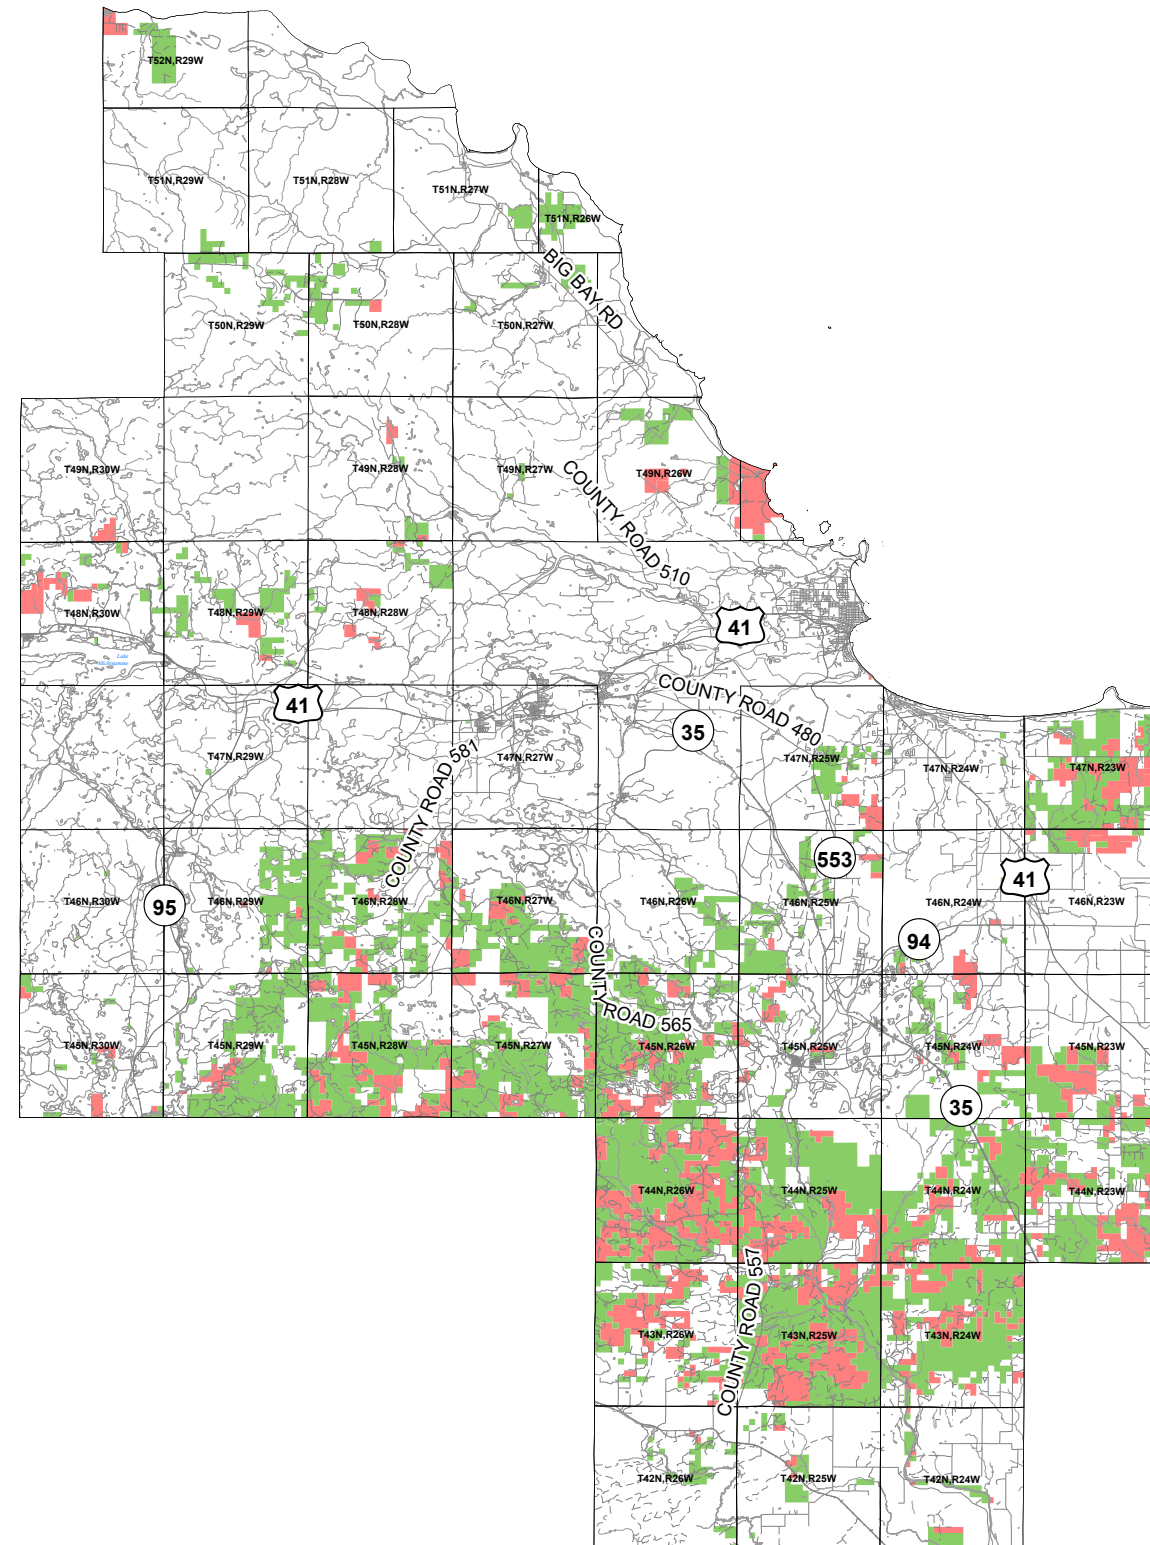 T52N,R29W
T51N,R29W
T51N,R28W
T51N,R27W
T51N,R26W
BIG BAY RD
T50N,R29W
T50N,R28W
T50N,R27W
T49N,R30W
T49N,R28W
T49N,R27W
T49N,R26W
COUNTY ROAD 510
T48N,R30W
T48N,R29W
T48N,R28W
41
Lake
Michigamme
41
COUNTY ROAD 480
35
COUNTY ROAD 581
T47N,R29W
T47N,R27W
T47N,R25W
T47N,R24W
T47N,R23W
553
41
T46N,R30W
95
T46N,R29W
T46N,R28W
T46N,R27W
T46N,R26W
T46N,R25W
T46N,R24W
T46N,R23W
94
COUNTY ROAD 565
T45N,R30W
T45N,R29W
T45N,R28W
T45N,R27W
T45N,R26W
T45N,R25W
T45N,R24W
T45N,R23W
35
T44N,R26W
T44N,R25W
T44N,R24W
T44N,R23W
COUNTY ROAD 557
T43N,R26W
T43N,R25W
T43N,R24W
T42N,R26W
T42N,R25W
T42N,R24W